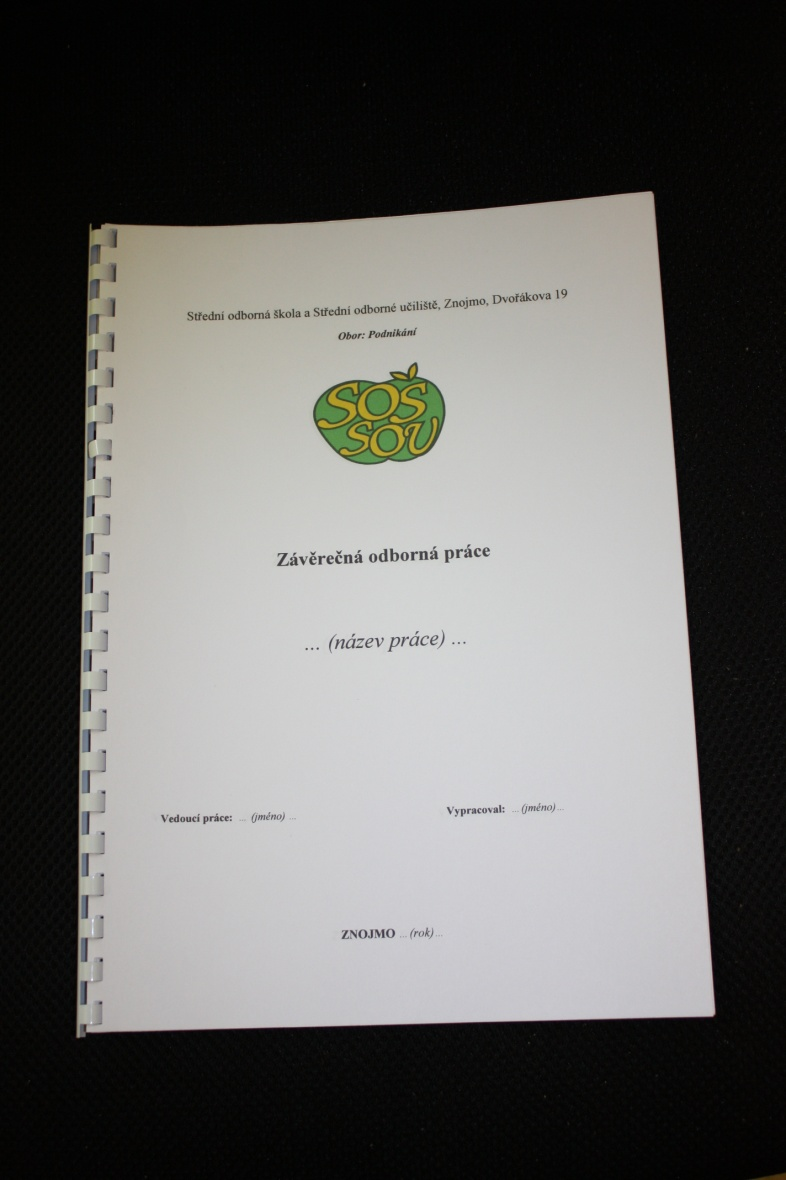 Střední odborná škola a Střední odborné učiliště, Znojmo, Dvořákova 19
Obor: Podnikání
SOŠ
SOU
Závěrečná odborná práce
... (název práce) ...
Vedoucí práce: ... (jméno) ... Vypracoval: ... (jméno) ...
ZNOJMO ... (rok) ...